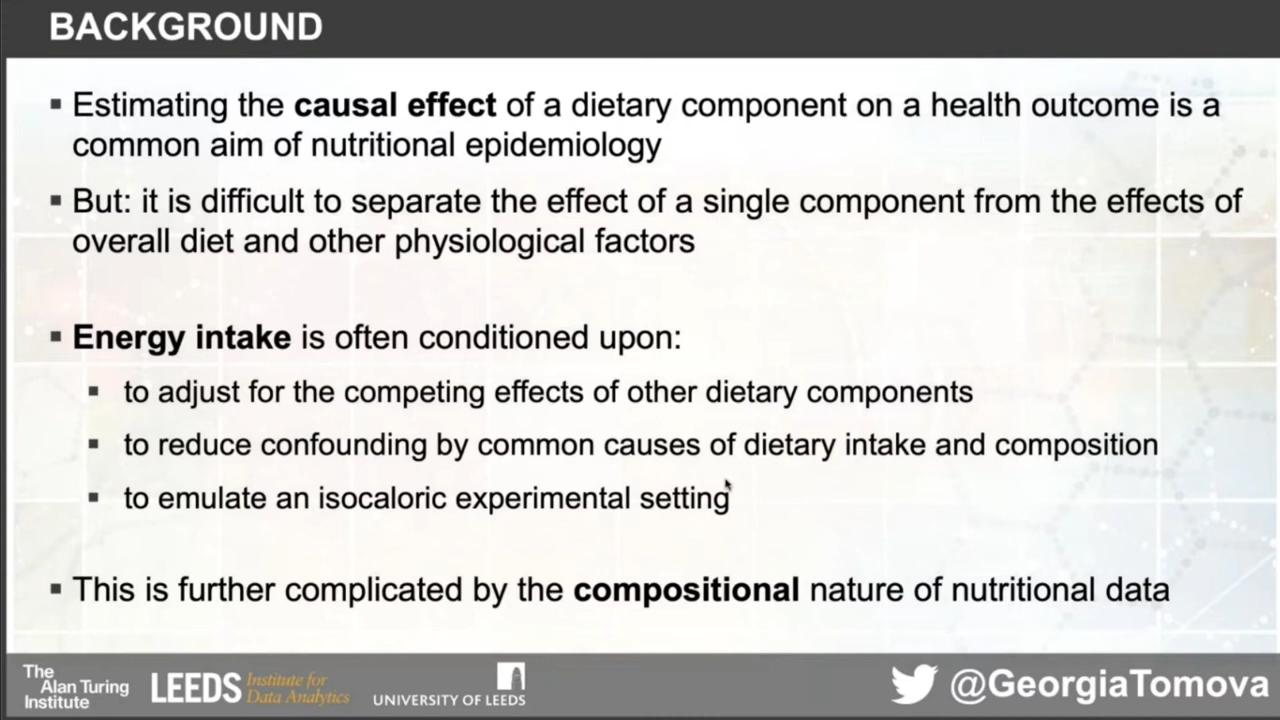 BACKGROUND
▪ Estimating the causal effect of a dietary component on a health outcome is a
common aim of nutritional epidemiology
▪ But: it is difficult to separate the effect of a single component from the effects of
overall diet and other physiological factors
▪ Energy intake is often conditioned upon:
▪ to adjust for the competing effects of other dietary components
▪ to reduce confounding by common causes of dietary intake and composition
▪ to emulate an isocaloric experimental setting
▪ This is further complicated by the compositional nature of nutritional data
The
Alan Turing
Institute
LEEDS Institute for
Data Analytics
UNIVERSITY OF LEEDS
@GeorgiaTomova